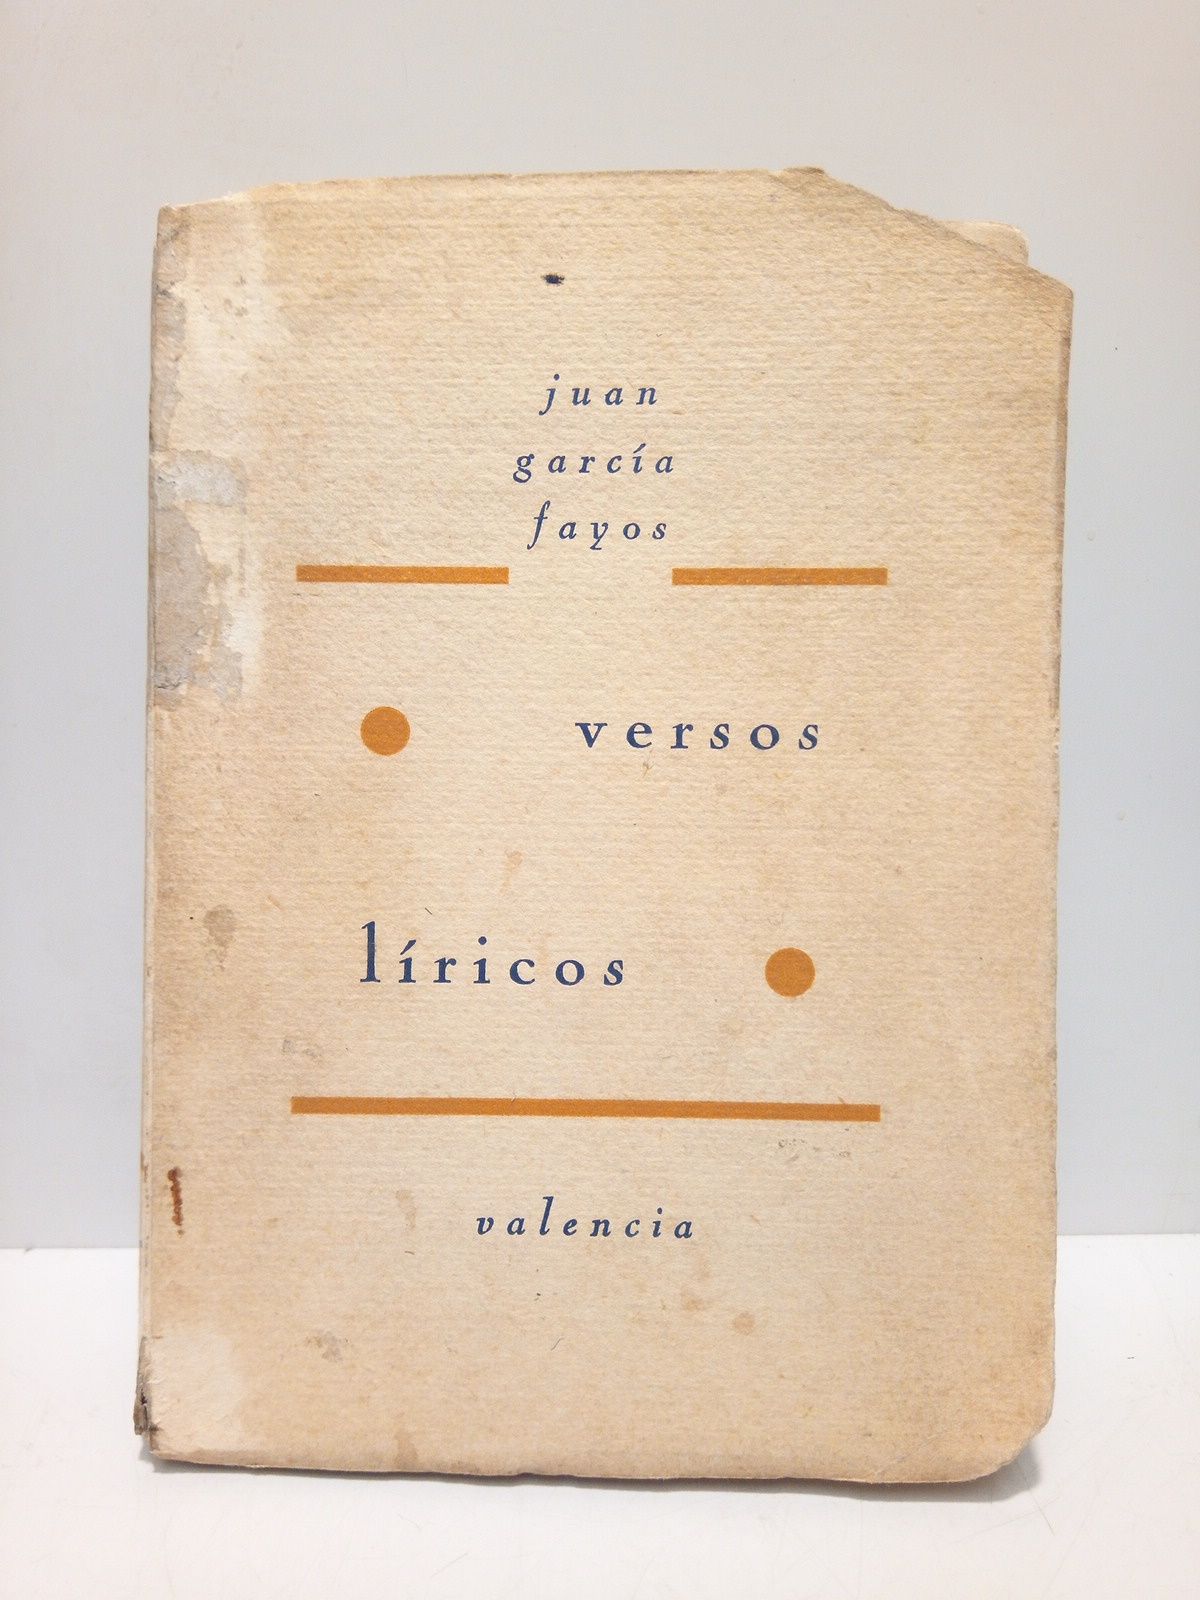 juan
garcía
fayos
versos
líricos
valencia